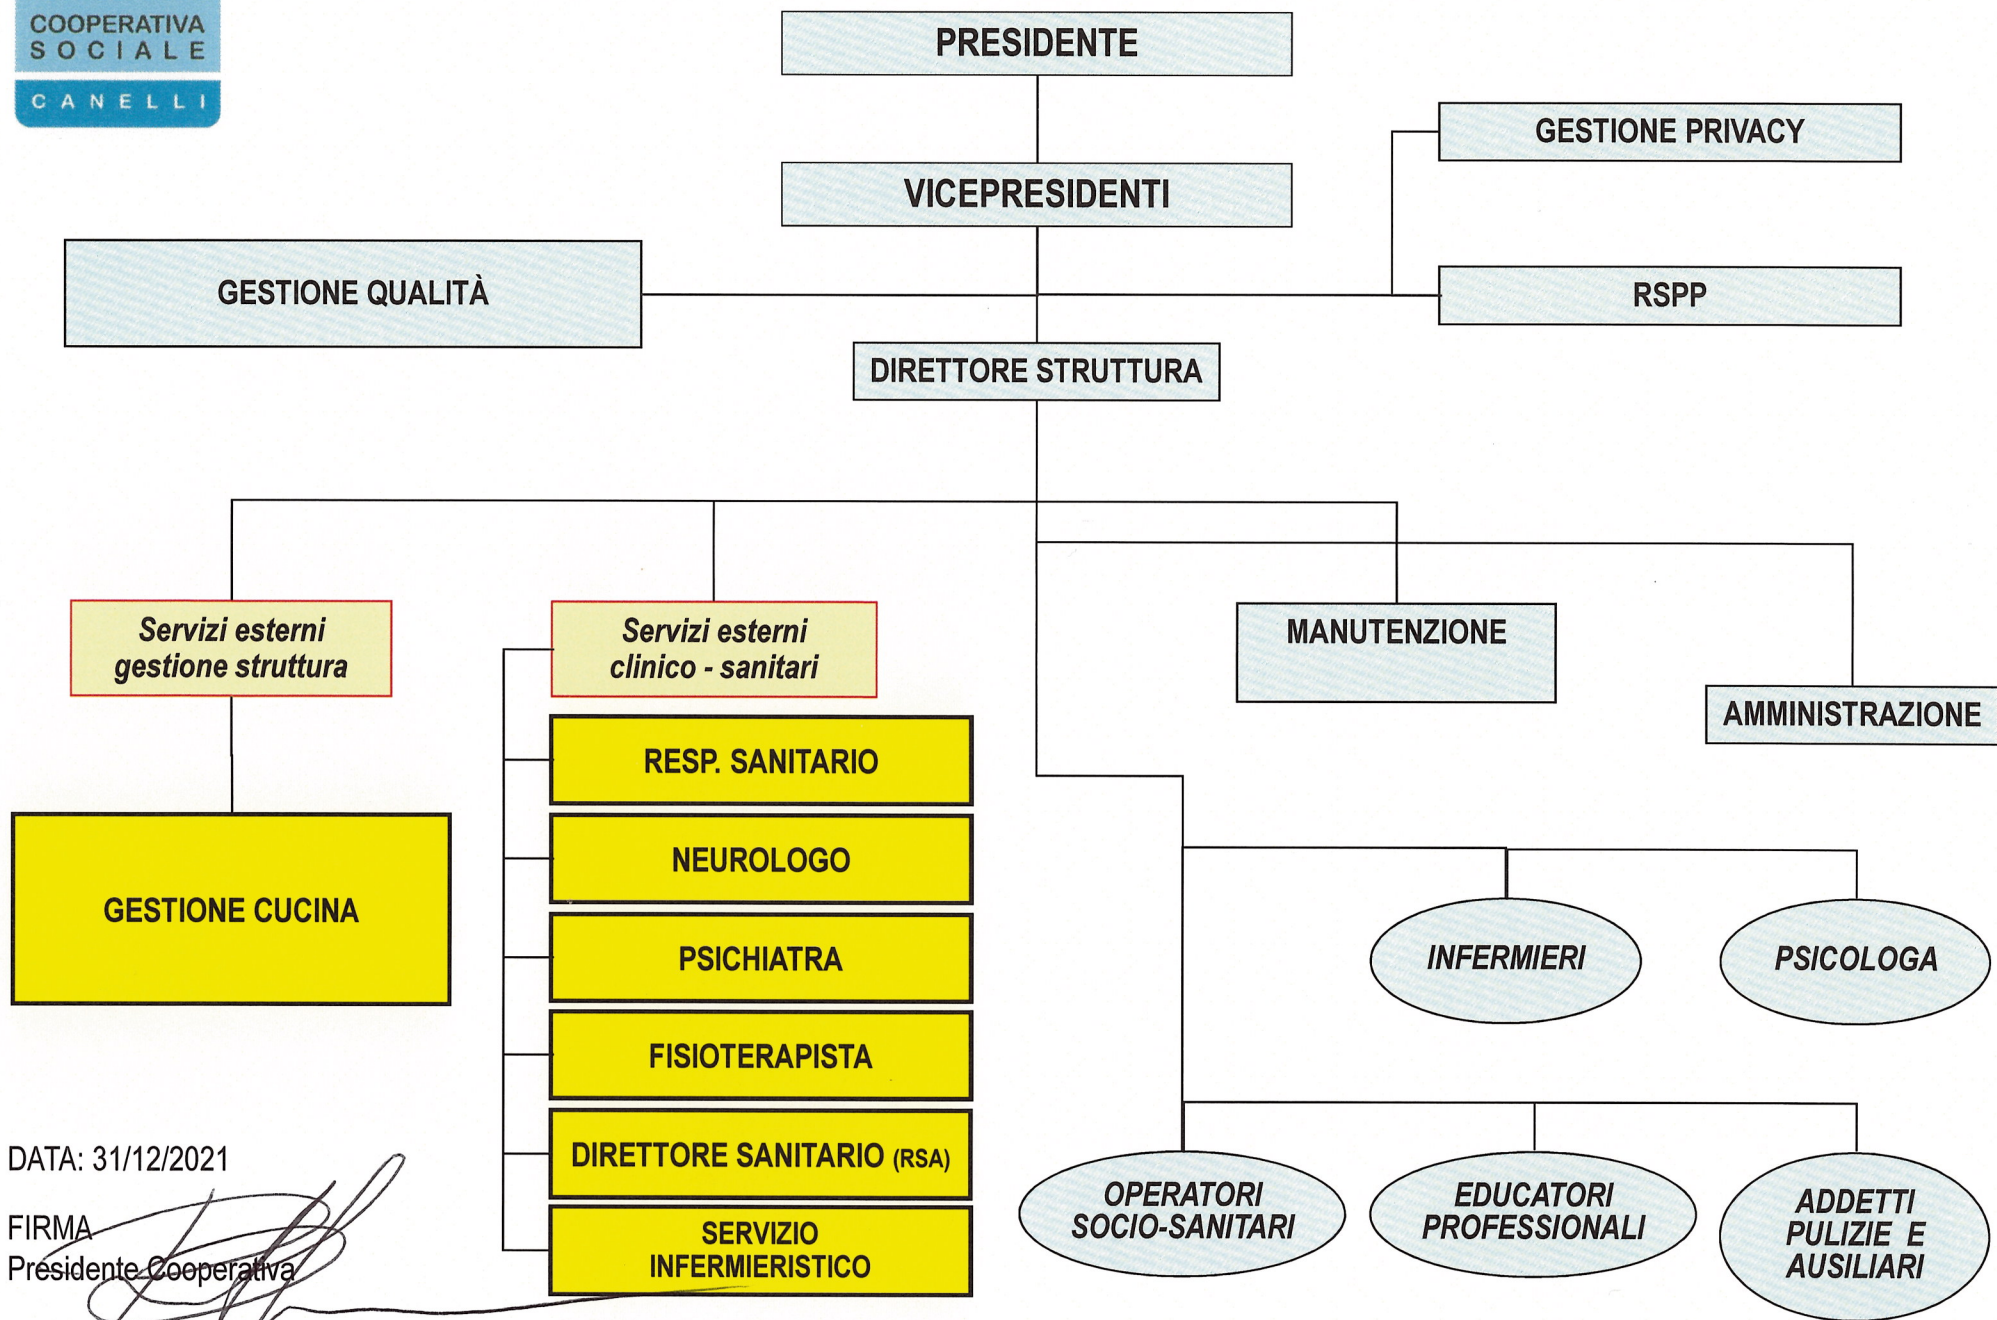 COOPERATIVA
SOCIALE
CANELLI
PRESIDENTE
GESTIONE PRIVACY
VICEPRESIDENTI
GESTIONE QUALITÀ
RSPP
DIRETTORE STRUTTURA
Servizi esterni
gestione struttura
Servizi esterni
clinico - sanitari
MANUTENZIONE
AMMINISTRAZIONE
RESP. SANITARIO
NEUROLOGO
GESTIONE CUCINA
PSICHIATRA
INFERMIERI
PSICOLOGA
FISIOTERAPISTA
DIRETTORE SANITARIO (RSA)
SERVIZIO
INFERMIERISTICO
OPERATORI
SOCIO-SANITARI
EDUCATORI
PROFESSIONALI
ADDETTI
PULIZIE E
AUSILIARI
DATA: 31/12/2021
FIRMA
Presidente Cooperativa